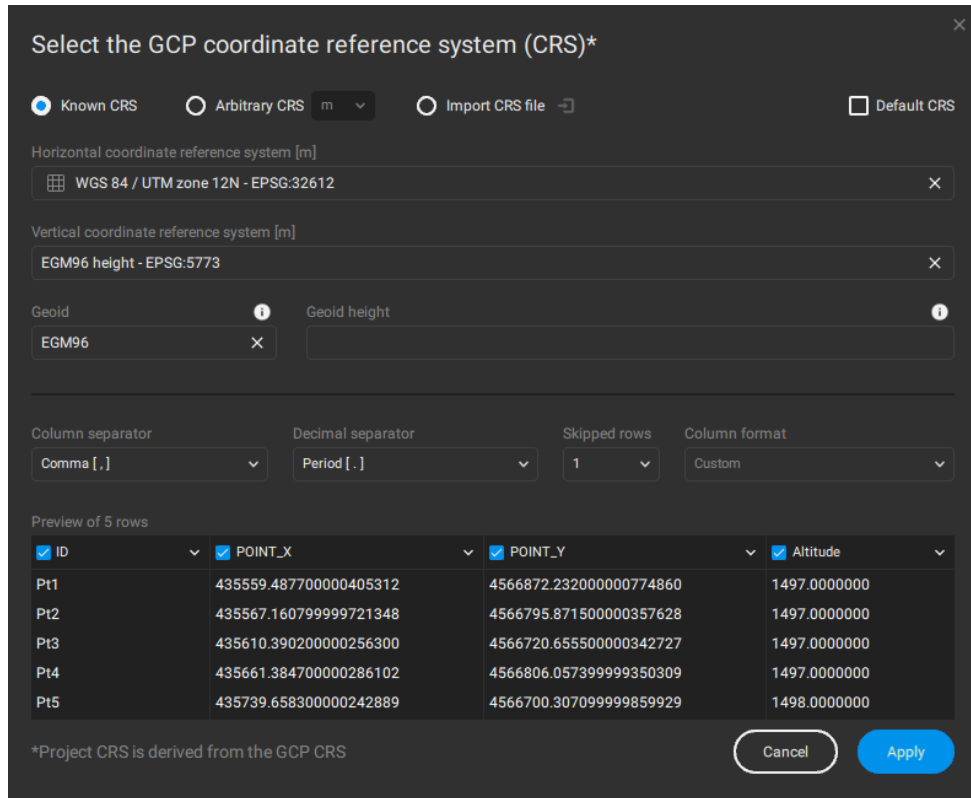 Select the GCP coordinate reference system (CRS)*
Known CRS Arbitrary CRS m Import CRS file Default CRS
Horizontal coordinate reference system [m]
WGS 84 / UTM zone 12N - EPSG:32612
Vertical coordinate reference system [m]
EGM96 height - EPSG:5773
Geoid Geoid height
EGM96
Column separator Decimal separator Skipped rows Column format
Comma [ , ] Period [ . ] 1 Custom
Preview of 5 rows
ID POINT_X POINT_Y Altitude
Pt1 435559.487700000405312 4566872.232000000774860 1497.0000000
Pt2 435567.160799999721348 4566795.871500000357628 1497.0000000
Pt3 435610.390200000256300 4566720.655500000342727 1497.0000000
Pt4 435661.384700000286102 4566806.057399999350309 1497.0000000
Pt5 435739.658300000242889 4566700.307099999859929 1498.0000000
*Project CRS is derived from the GCP CRS
Cancel Apply